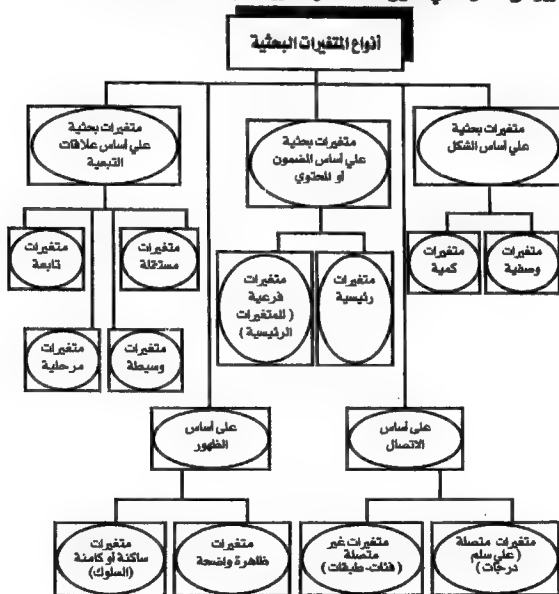 أنواع المتغيرات البحثية
متغيرات بحثية
على أساس الشكل
متغيرات بحثية
على أساس المضمون
أو المحتوي
متغيرات بحثية
على أساس علاقات
التبعية
متغيرات
وصفية
متغيرات
كمية
متغيرات
رئيسية
متغيرات
فرعية
( للمتغيرات
الرئيسية )
متغيرات
مستقلة
متغيرات
تابعة
متغيرات
وسيطة
متغيرات
مرحلية
على أساس
الاتصال
على أساس
الظهور
متغيرات متصلة
(علي سلم
درجات)
متغيرات غير
متصلة
( فئات- طبقات)
متغيرات
ظاهرة واضحة
متغيرات
ساكنة أو كامنة
(السلوك)